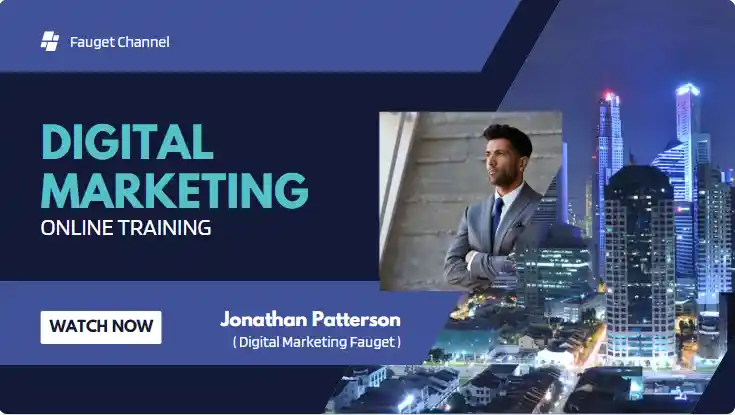 Fauget Channel
DIGITAL
MARKETING
ONLINE TRAINING
WATCH NOW
Jonathan Patterson
( Digital Marketing Fauget )